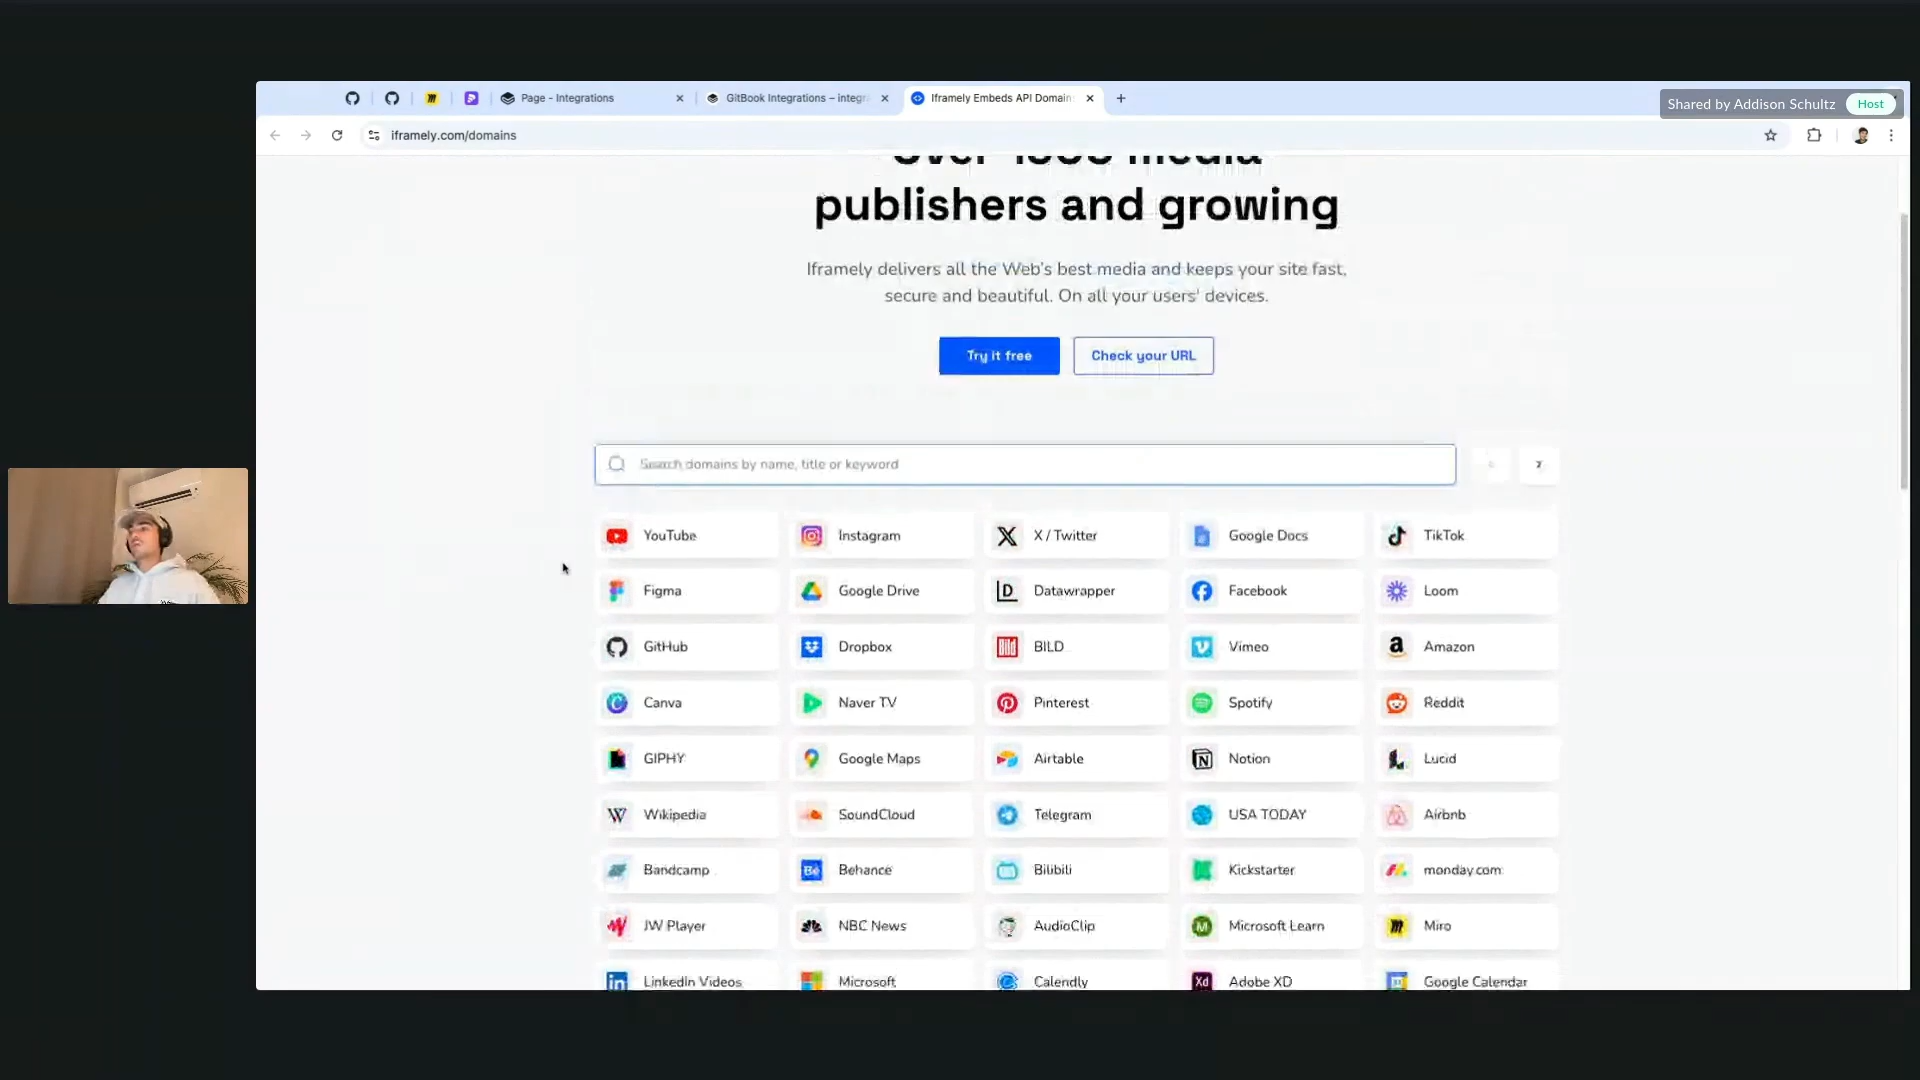 Page - Integrations
GitBook Integrations – integr
Iframely Embeds API Domain
Shared by Addison Schultz
Host
iframely.com/domains
publishers and growing
Iframely delivers all the Web's best media and keeps your site fast,
secure and beautiful. On all your users' devices.
Try it free
Check your URL
Search domains by name, title or keyword
YouTube
Instagram
X / Twitter
Google Docs
TikTok
Figma
Google Drive
Datawrapper
Facebook
Loom
GitHub
Dropbox
BILD
Vimeo
Amazon
Canva
Naver TV
Pinterest
Spotify
Reddit
GIPHY
Google Maps
Airtable
Notion
Lucid
Wikipedia
SoundCloud
Telegram
USA TODAY
Airbnb
Bandcamp
Behance
Bilibili
Kickstarter
monday.com
JW Player
NBC News
AudioClip
Microsoft Learn
Miro
LinkedIn Videos
Microsoft
Calendly
Adobe XD
Google Calendar